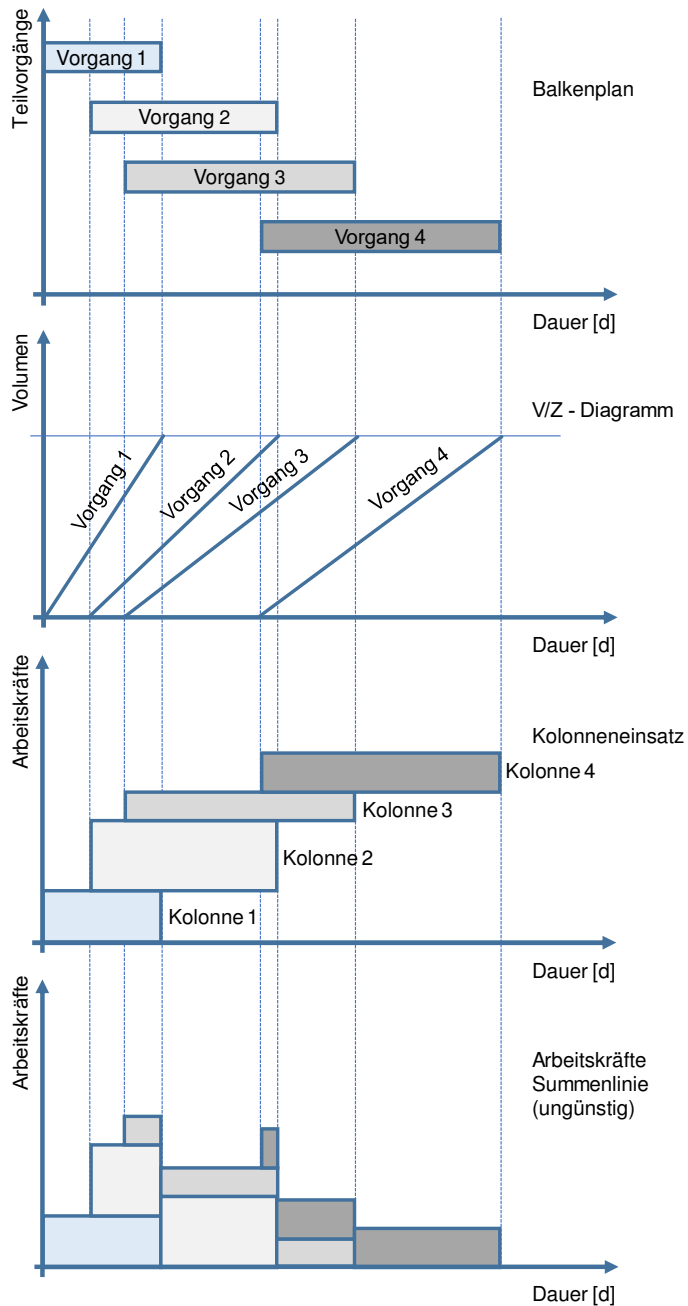 Teilvorgänge
Vorgang 1
Vorgang 2
Vorgang 3
Vorgang 4
Balkenplan
Dauer [d]
Volumen
V/Z - Diagramm
Vorgang 1
Vorgang 2
Vorgang 3
Vorgang 4
Dauer [d]
Arbeitskräfte
Kolonneneinsatz
Kolonne 4
Kolonne 3
Kolonne 2
Kolonne 1
Dauer [d]
Arbeitskräfte
Arbeitskräfte
Summenlinie
(ungünstig)
Dauer [d]